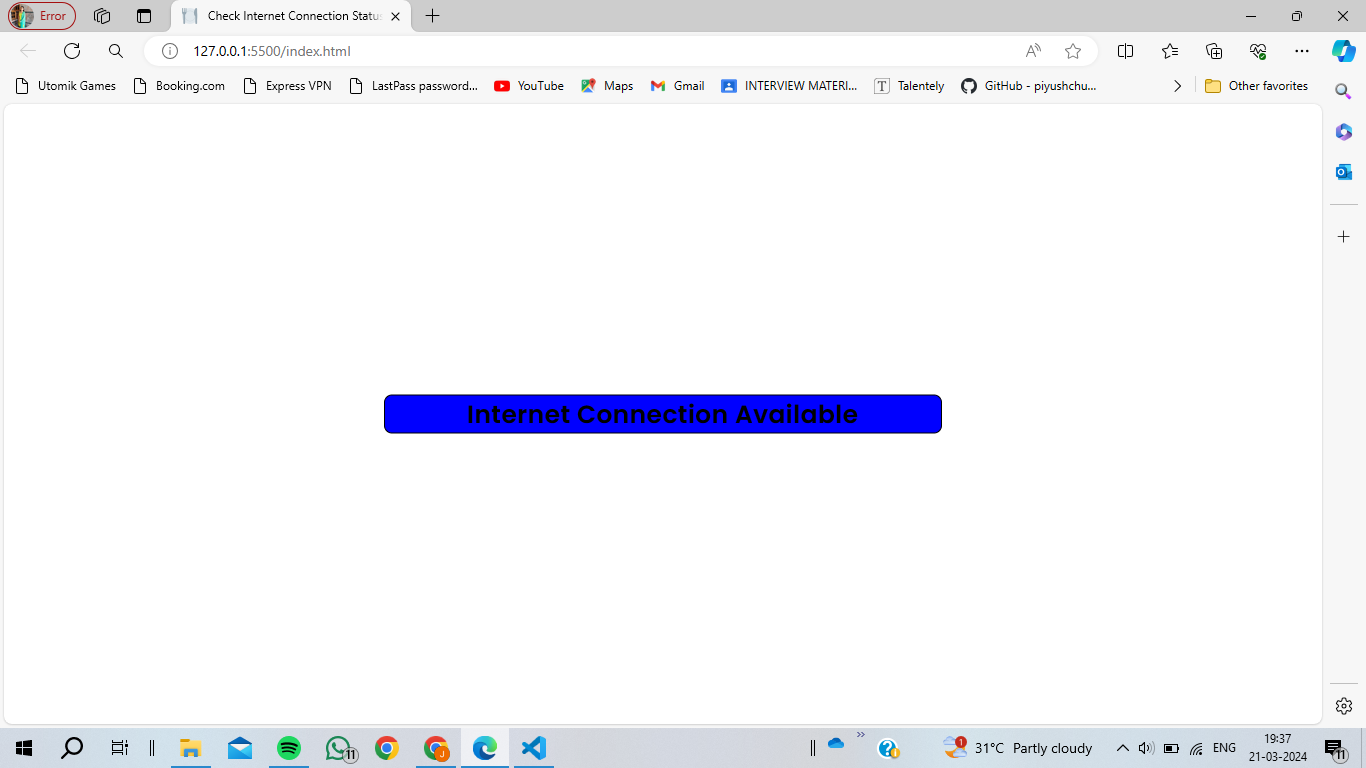 Error
Check Internet Connection Status
127.0.0.1:5500/index.html
Utomik Games
Booking.com
Express VPN
LastPass password...
YouTube
Maps
Gmail
INTERVIEW MATERI...
T
Talentely
GitHub - piyushchu...
Other favorites
Internet Connection Available
11
J
1
31°C Partly cloudy
ENG
19:37
21-03-2024
11